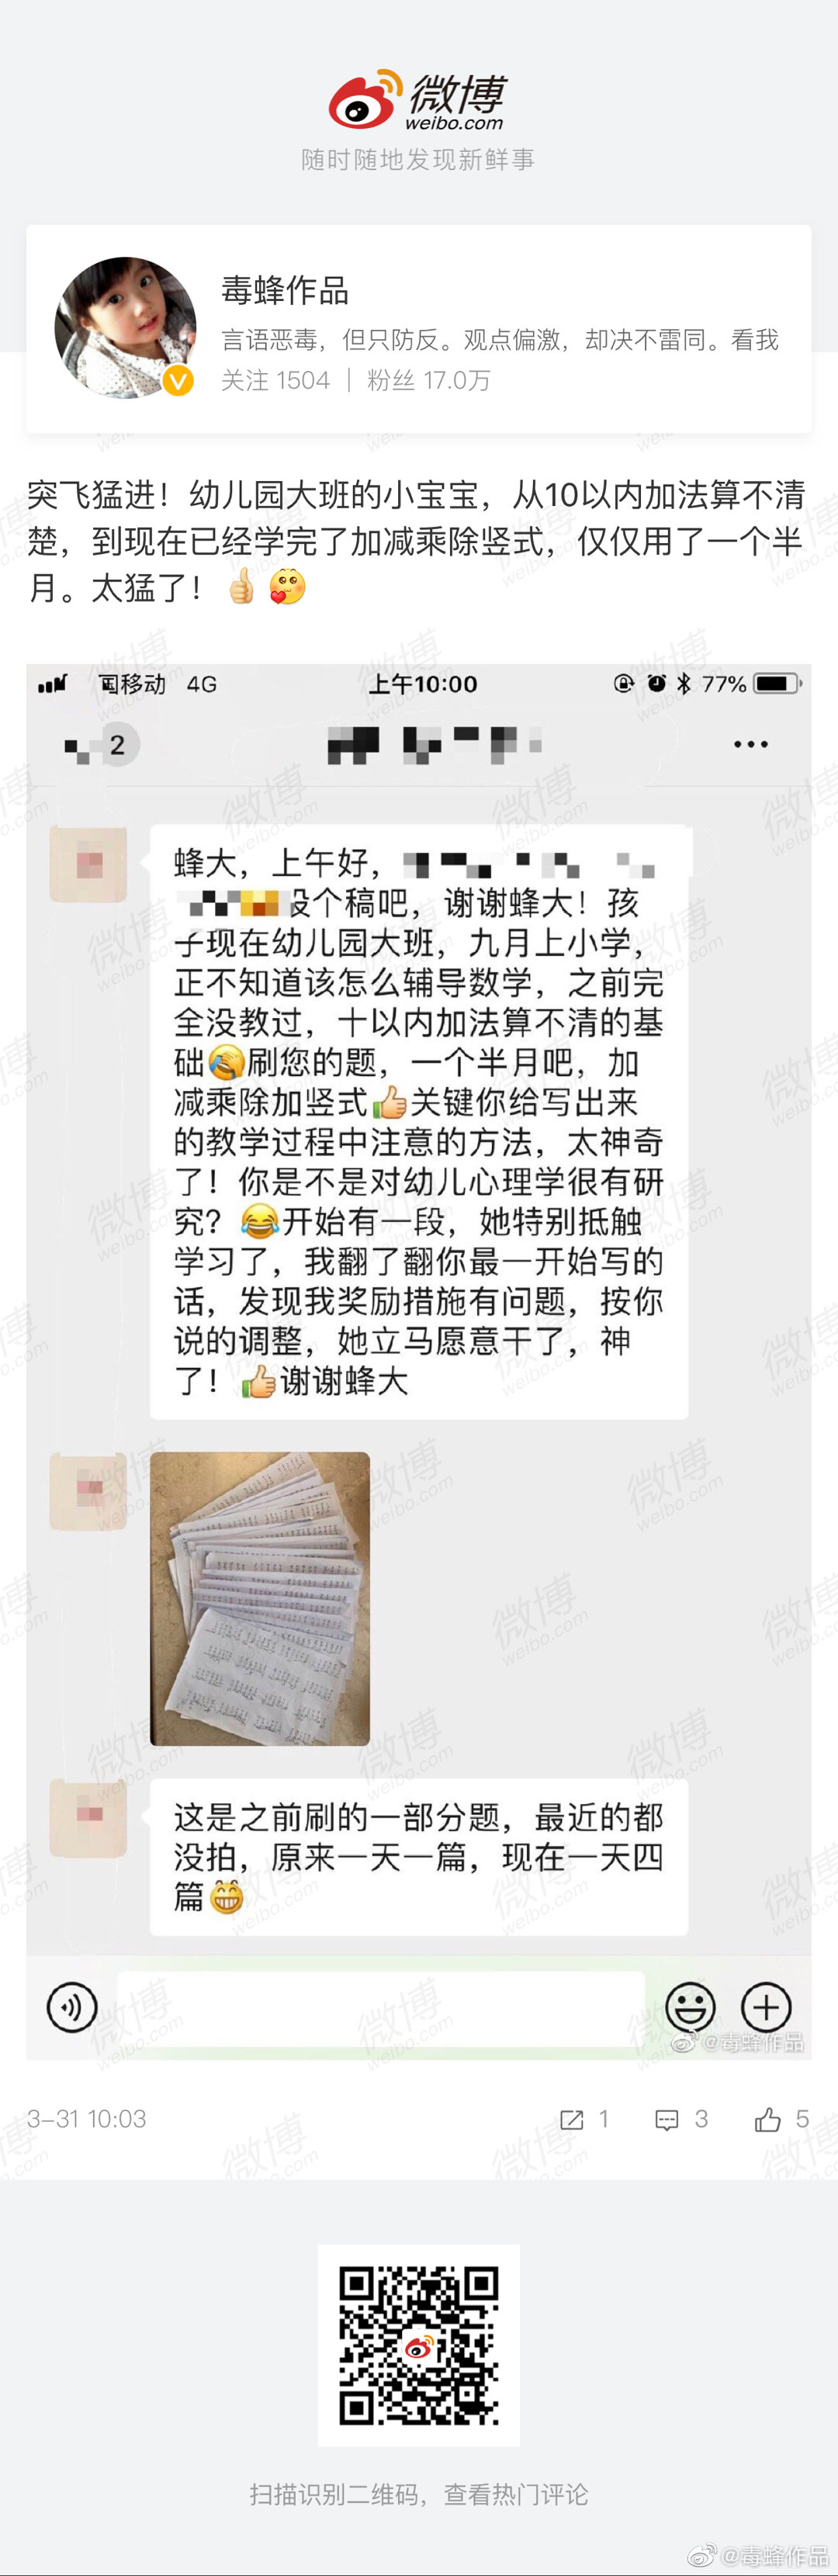 微博
weibo.com
随时随地发现新鲜事
毒蜂作品
言语恶毒，但只防反。观点偏激，却决不雷同。看我
关注 1504 | 粉丝 17.0万
突飞猛进！幼儿园大班的小宝宝，从10以内加法算不清
楚，到现在已经学完了加减乘除竖式，仅仅用了一个半
月。太猛了！👍
国移动 4G 上午10:00 77%
2
蜂大，上午好，
投个稿吧，谢谢蜂大！孩
子现在幼儿园大班，九月上小学，
正不知道该怎么辅导数学，之前完
全没教过，十以内加法算不清的基
础🤣刷您的题，一个半月吧，加
减乘除加竖式👍关键你给写出来
的教学过程中注意的方法，太神奇
了！你是不是对幼儿心理学很有研
究？😂开始有一段，她特别抵触
学习了，我翻了翻你最一开始写的
话，发现我奖励措施有问题，按你
说的调整，她立马愿意干了，神
了！👍谢谢蜂大
这是之前刷的一部分题，最近的都
没拍，原来一天一篇，现在一天四
篇😁
@毒蜂作品
3-31 10:03 1 3 5
扫描识别二维码，查看热门评论
@毒蜂作品